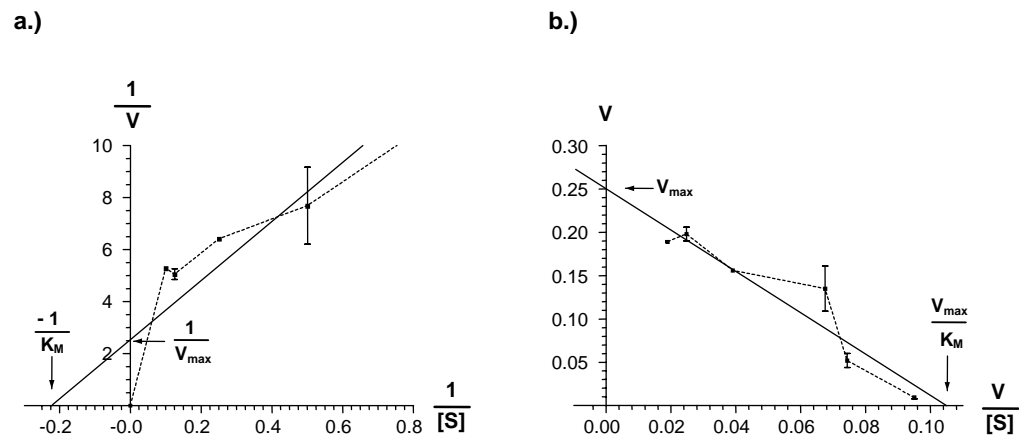 a.)
1
V
10
8
6
4
2
- 1
K_M
1
V_max
-0.2 -0.0 0.2 0.4 0.6 0.8
1
[S]
b.)
V
0.30
0.25
0.20
0.15
0.10
0.05
V_max
V_max
K_M
0.00 0.02 0.04 0.06 0.08 0.10
V
[S]